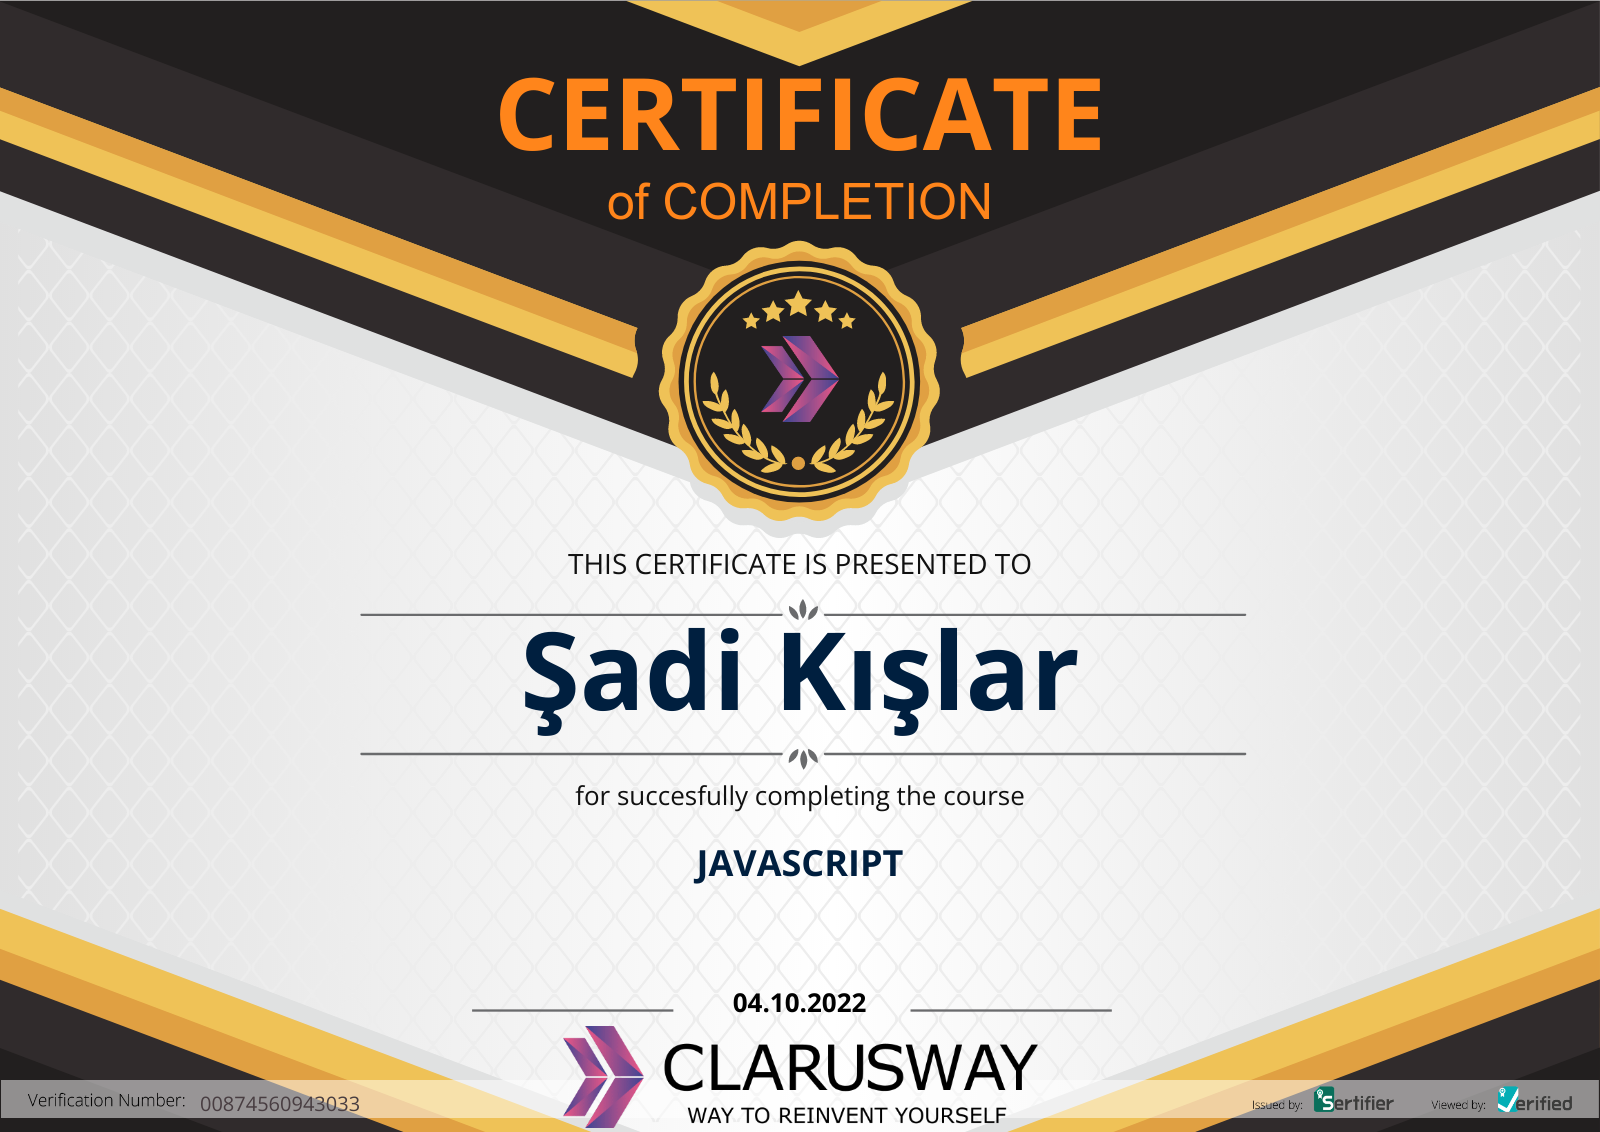 CERTIFICATE
of COMPLETION
THIS CERTIFICATE IS PRESENTED TO
Şadi Kışlar
for succesfully completing the course
JAVASCRIPT
04.10.2022
CLARUSWAY
WAY TO REINVENT YOURSELF
Verification Number: 00874560943033
Issued by: Sertifier
Viewed by: Verified